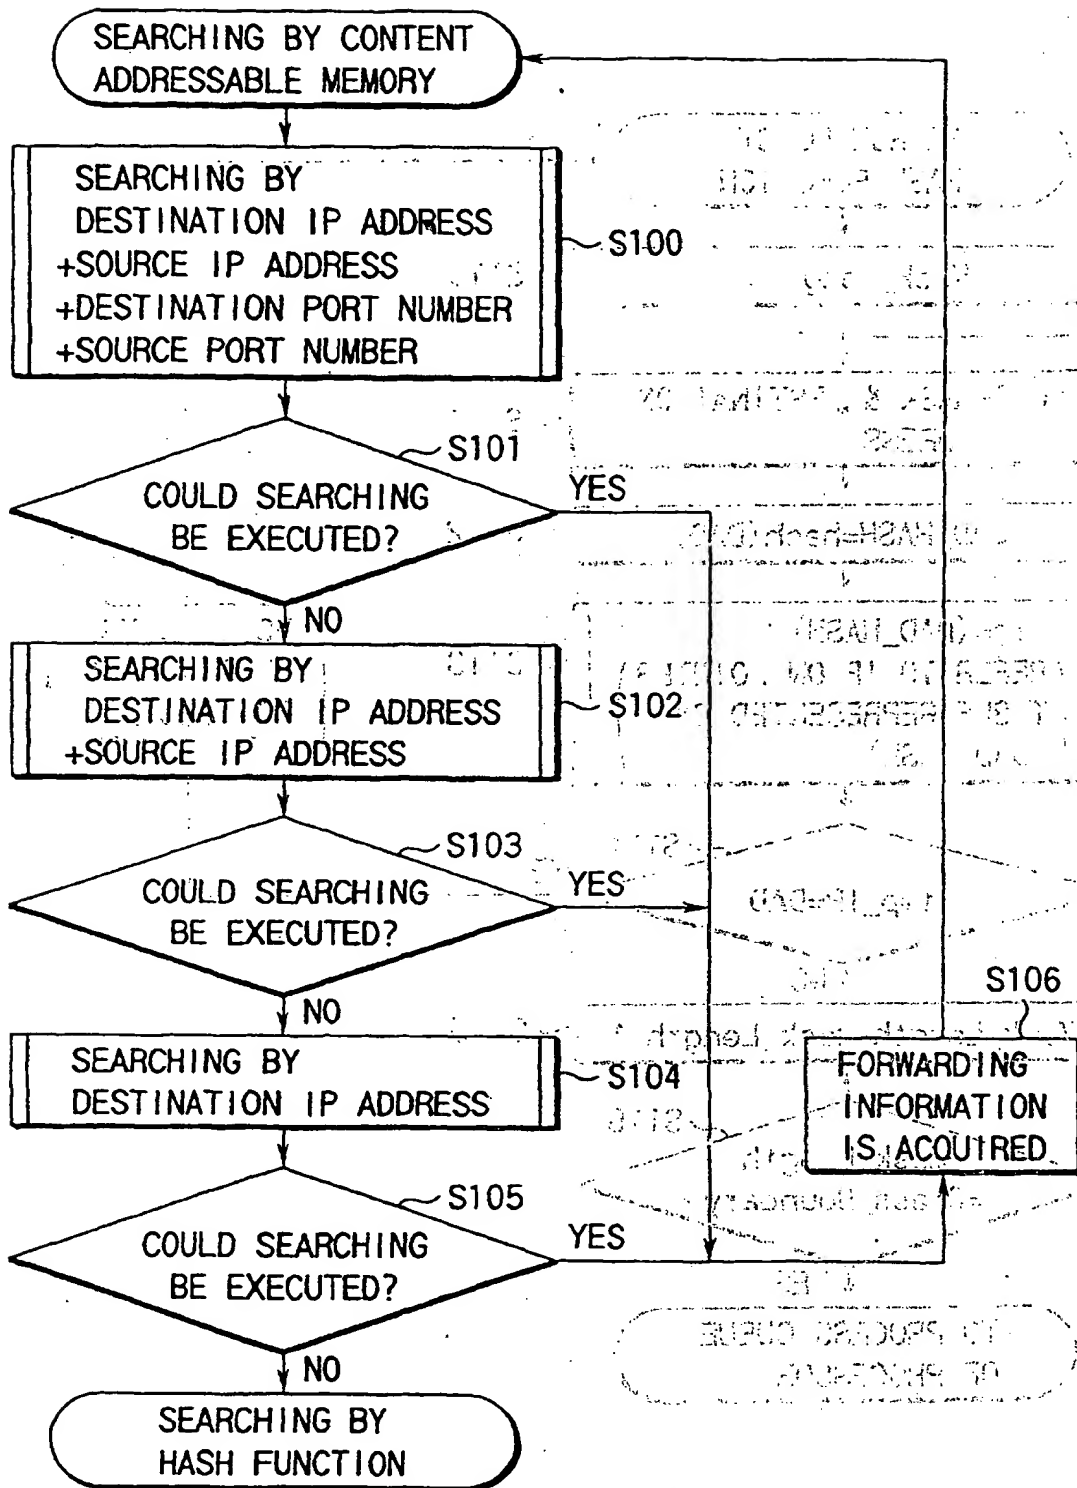 SEARCHING BY CONTENT
ADDRESSABLE MEMORY
SEARCHING BY
DESTINATION IP ADDRESS
+SOURCE IP ADDRESS
+DESTINATION PORT NUMBER
+SOURCE PORT NUMBER
S100
S101
COULD SEARCHING
BE EXECUTED?
YES
NO
SEARCHING BY
DESTINATION IP ADDRESS
+SOURCE IP ADDRESS
S102
S103
COULD SEARCHING
BE EXECUTED?
YES
NO
SEARCHING BY
DESTINATION IP ADDRESS
S104
S105
COULD SEARCHING
BE EXECUTED?
YES
S106
FORWARDING
INFORMATION
IS ACQUIRED
NO
SEARCHING BY
HASH FUNCTION